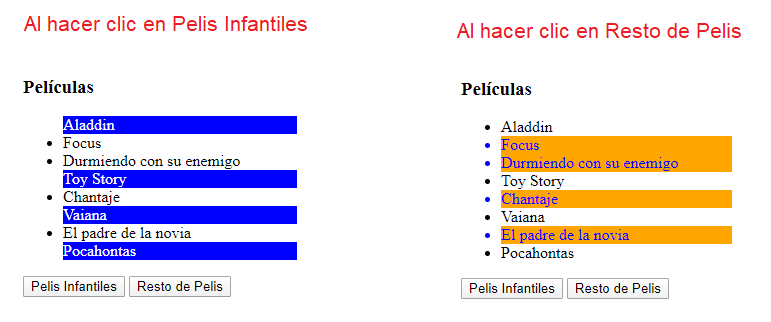 Al hacer clic en Pelis Infantiles
Películas
Aladdin
Focus
Durmiendo con su enemigo
Toy Story
Chantaje
Vaiana
El padre de la novia
Pocahontas
Pelis Infantiles
Resto de Pelis
Al hacer clic en Resto de Pelis
Películas
Aladdin
Focus
Durmiendo con su enemigo
Toy Story
Chantaje
Vaiana
El padre de la novia
Pocahontas
Pelis Infantiles
Resto de Pelis